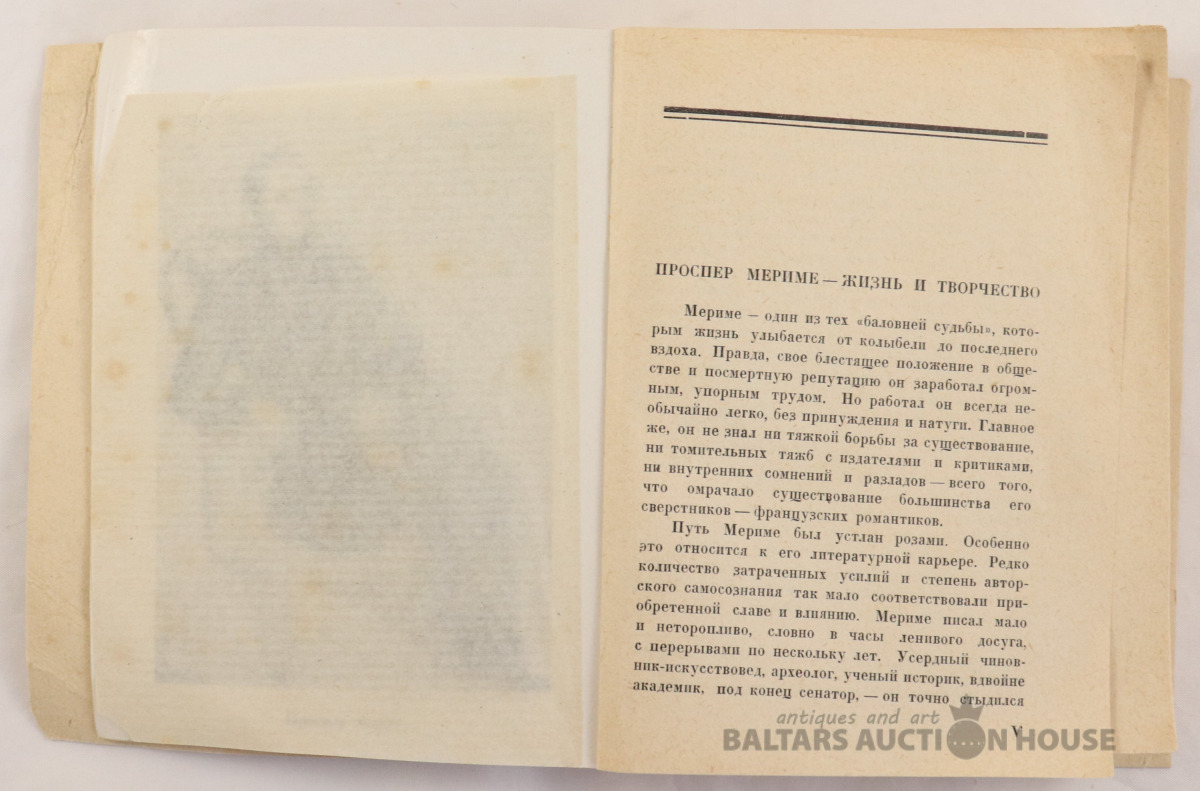 ПРОСПЕР МЕРИМЕ — ЖИЗНЬ И ТВОРЧЕСТВО
Мериме — один из тех «баловней судьбы», кото-
рым жизнь улыбается от колыбели до последнего
вздоха. Правда, свое блестящее положение в обще-
стве и посмертную репутацию он заработал огром-
ным, упорным трудом. Но работал он всегда не-
обычайно легко, без принуждения и натуги. Главное
же, он не знал ни тяжкой борьбы за существование,
ни томительных тяжб с издателями и критиками,
ни внутренних сомнений и разладов — всего того,
что омрачало существование большинства его
сверстников — французских романтиков.
Путь Мериме был устлан розами. Особенно
это относится к его литературной карьере. Редко
количество затраченных усилий и степень автор-
ского самосознания так мало соответствовали при-
обретенной славе и влиянию. Мериме писал мало
и неторопливо, словно в часы ленивого досуга,
с перерывами по нескольку лет. Усердный чинов-
ник-искусствовед, археолог, ученый историк, вдвойне
академик, под конец сенатор, — он точно стыдился
V
antiques and art
BALTARS AUCTION HOUSE